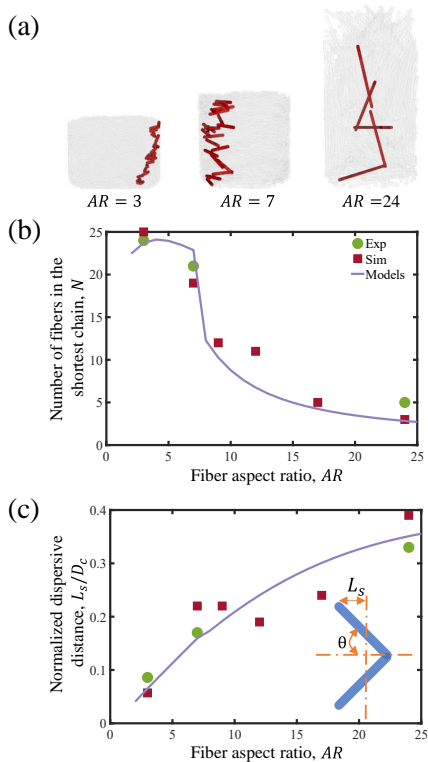 (a)
AR = 3
AR = 7
AR =24
(b)
Number of fibers in the
shortest chain, N
25
20
15
10
5
0
Exp
Sim
Models
0
5
10
15
20
25
Fiber aspect ratio, AR
(c)
Normalized dispersive
distance, Ls/Dc
0.4
0.3
0.2
0.1
0
Ls
θ
0
5
10
15
20
25
Fiber aspect ratio, AR